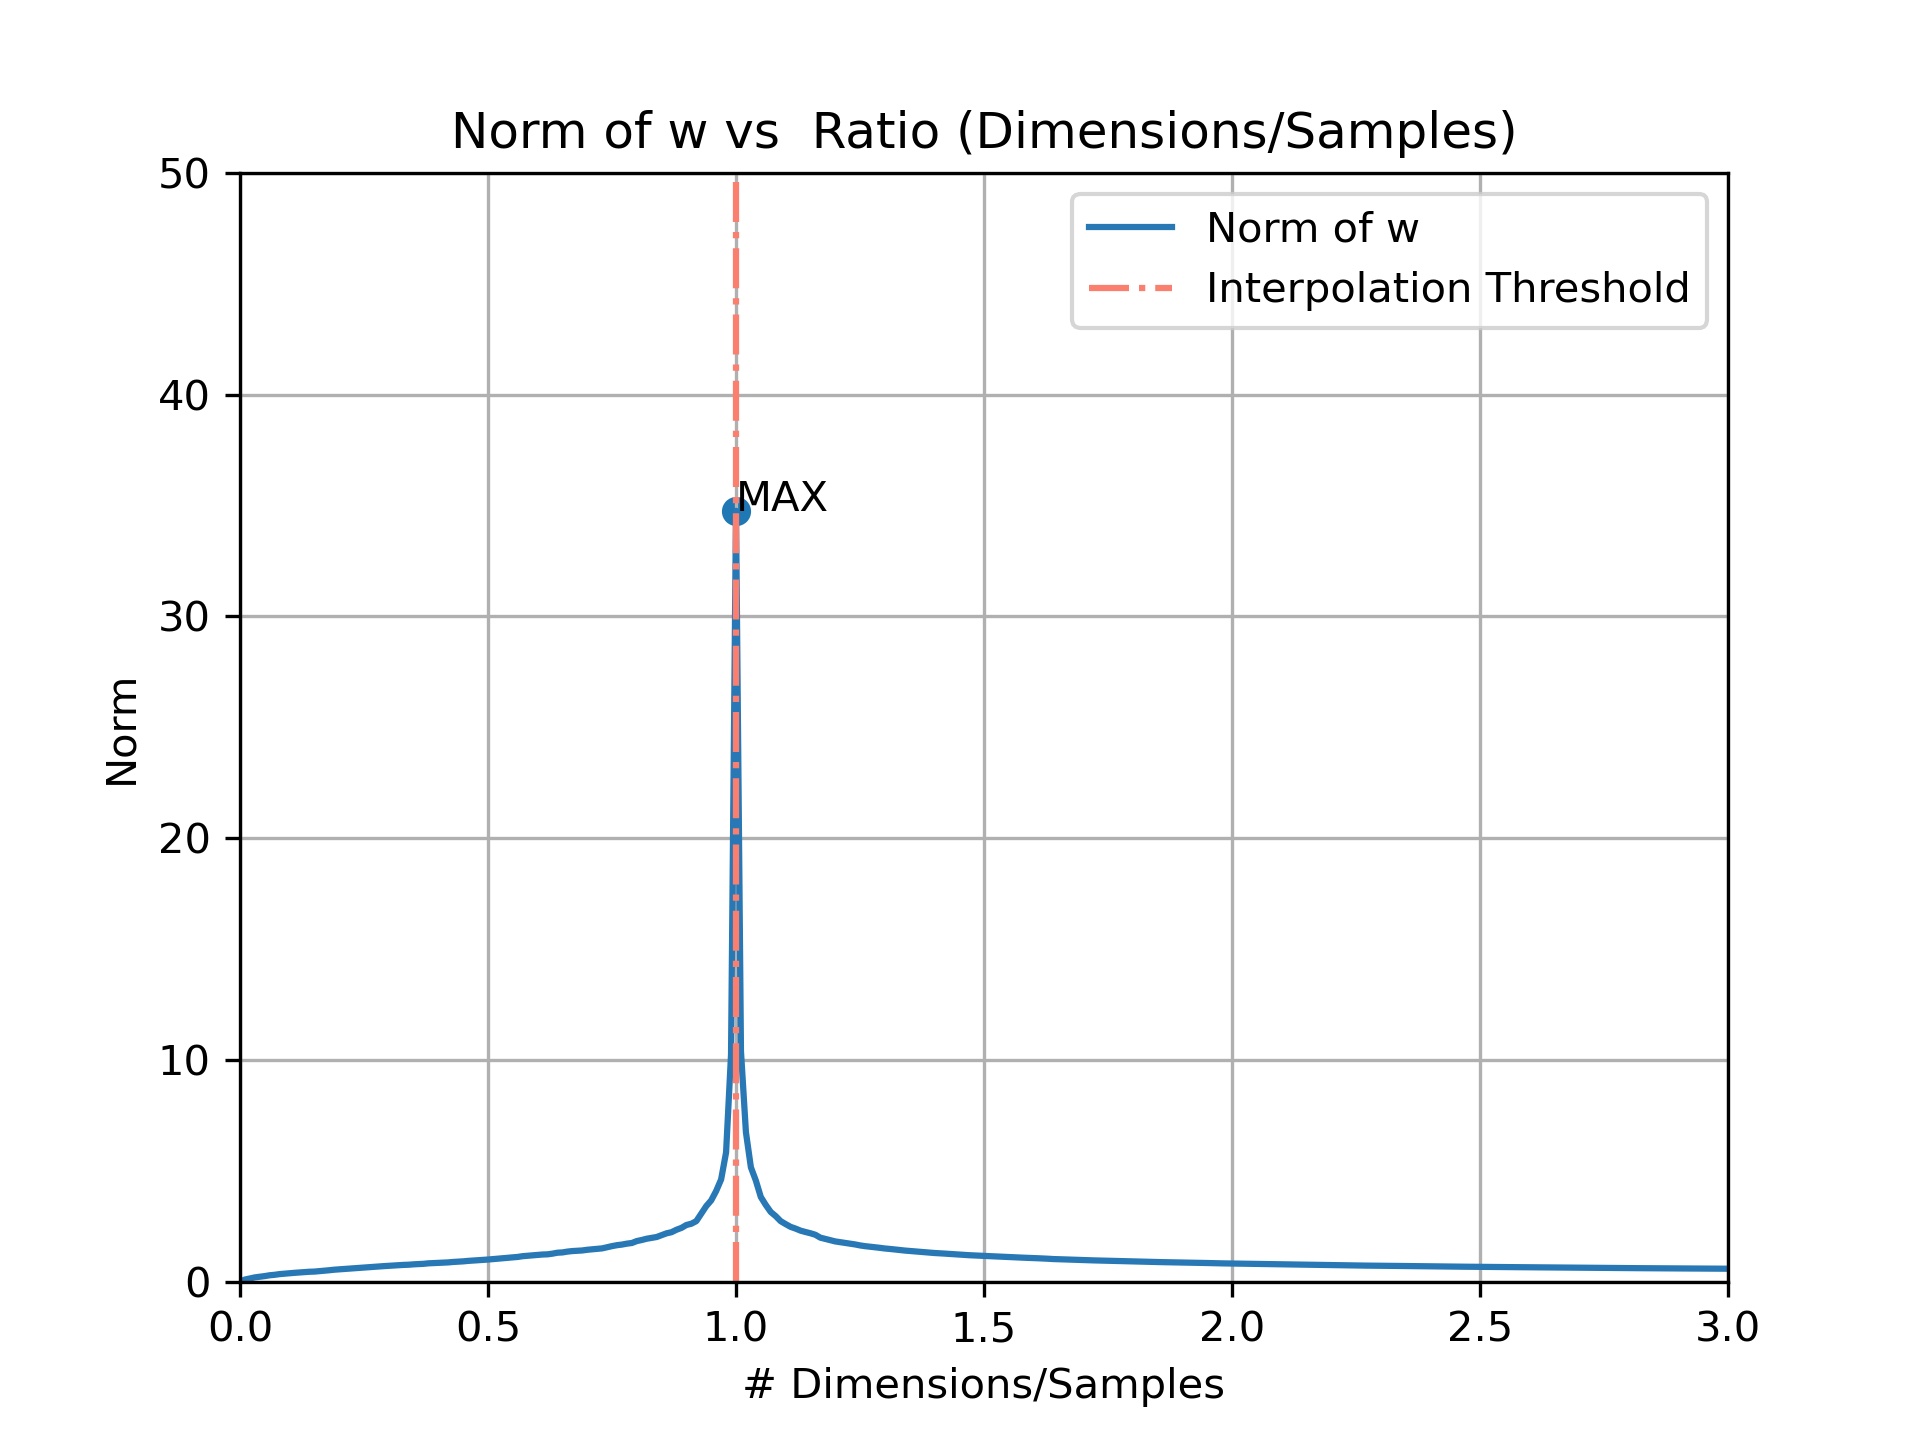 Norm of w vs  Ratio (Dimensions/Samples)
50
40
30
20
10
0
Norm
Norm of w
Interpolation Threshold
MAX
0.0 0.5 1.0 1.5 2.0 2.5 3.0
# Dimensions/Samples